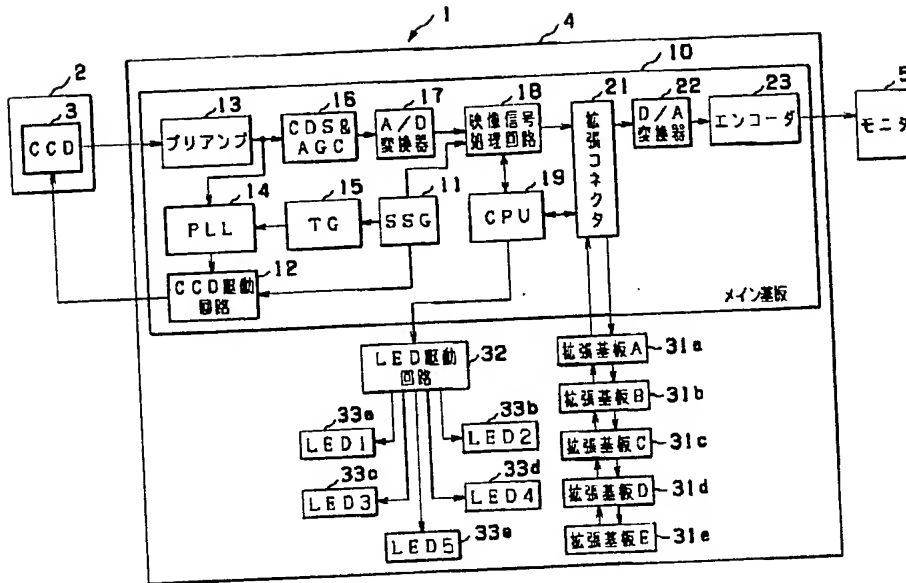 1
4
2
3
CCD
10
13
プリアンプ
16
CDS&
AGC
17
A/D
変換器
18
映像信号
処理回路
21
拡張コネクタ
22
D/A
変換器
23
エンコーダ
5
モニタ
14
PLL
15
TG
11
SSG
19
CPU
12
CCD駆動
回路
メイン基板
LED駆動
回路
32
33a
LED1
33b
LED2
33c
LED3
33d
LED4
33e
LED5
拡張基板A
31a
拡張基板B
31b
拡張基板C
31c
拡張基板D
31d
拡張基板E
31e